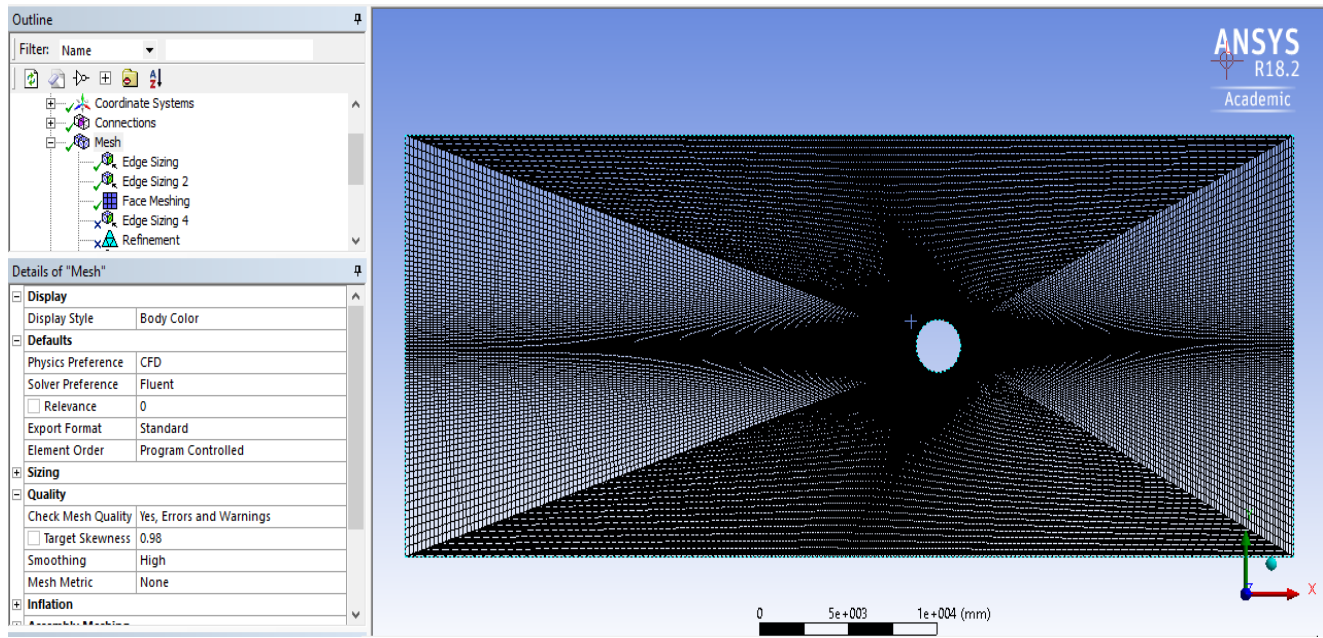 Outline
Filter: Name
Coordinate Systems
Connections
Mesh
Edge Sizing
Edge Sizing 2
Face Meshing
Edge Sizing 4
Refinement
Details of "Mesh"
Display
Display Style Body Color
Defaults
Physics Preference CFD
Solver Preference Fluent
Relevance 0
Export Format Standard
Element Order Program Controlled
Sizing
Quality
Check Mesh Quality Yes, Errors and Warnings
Target Skewness 0.98
Smoothing High
Mesh Metric None
Inflation
Assembly Meshing
ANSYS
R18.2
Academic
0 5e+003 1e+004 (mm)
X